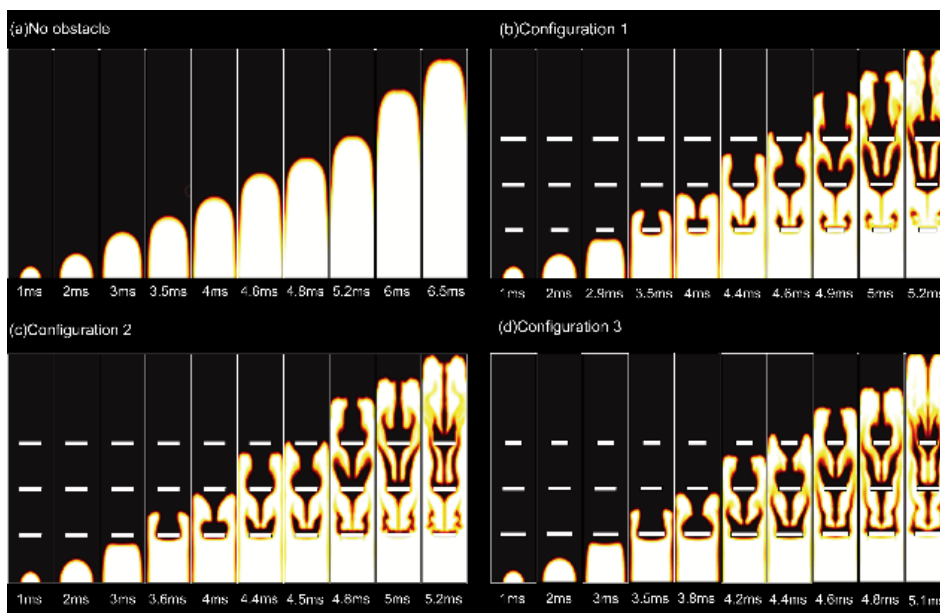 (a)No obstacle
1ms 2ms 3ms 3.5ms 4ms 4.6ms 4.8ms 5.2ms 6ms 6.5ms
(b)Configuration 1
1ms 2ms 2.9ms 3.5ms 4ms 4.4ms 4.6ms 4.9ms 5ms 5.2ms
(c)Configuration 2
1ms 2ms 3ms 3.6ms 4ms 4.4ms 4.5ms 4.8ms 5ms 5.2ms
(d)Configuration 3
1ms 2ms 3ms 3.5ms 3.8ms 4.2ms 4.4ms 4.6ms 4.8ms 5.1ms